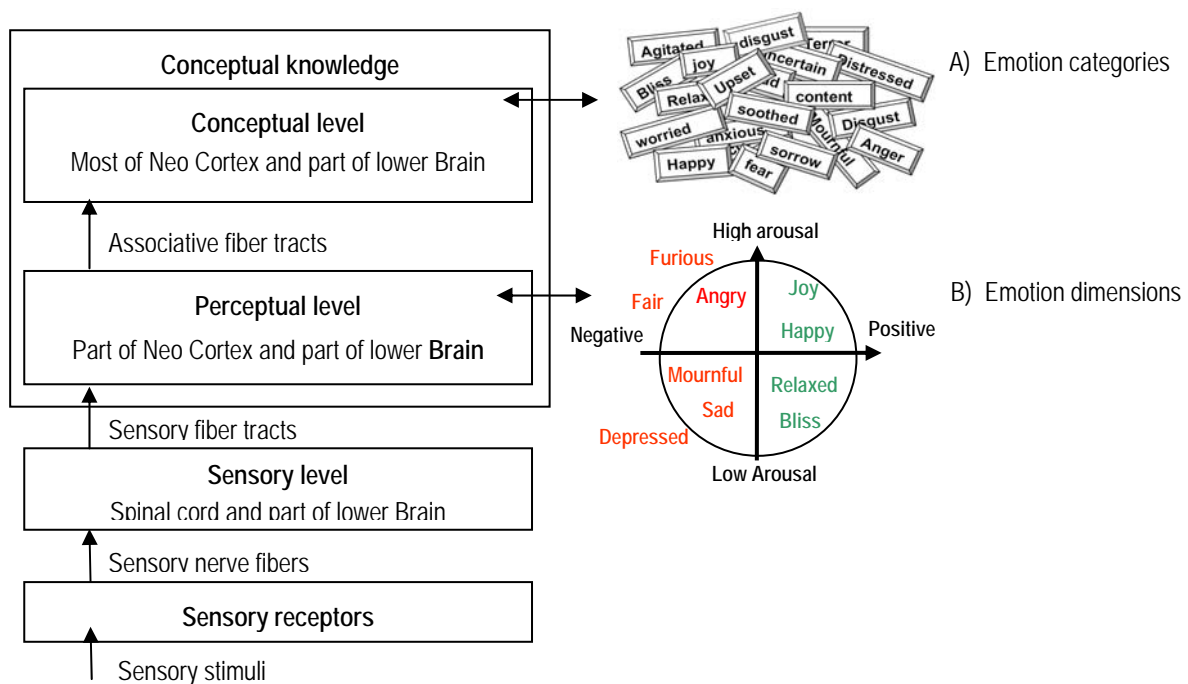 Conceptual knowledge
Conceptual level
Most of Neo Cortex and part of lower Brain
Associative fiber tracts
Perceptual level
Part of Neo Cortex and part of lower Brain
Sensory fiber tracts
Sensory level
Spinal cord and part of lower Brain
Sensory nerve fibers
Sensory receptors
Sensory stimuli
Agitated
disgust
Terror
joy
uncertain
Distressed
Bliss
Upset
Relax
content
soothed
Disgust
worried
anxious
Mournful
Anger
Happy
fear
sorrow
A) Emotion categories
High arousal
Furious
Angry
Joy
Fair
B) Emotion dimensions
Negative
Positive
Happy
Mournful
Relaxed
Sad
Bliss
Depressed
Low Arousal